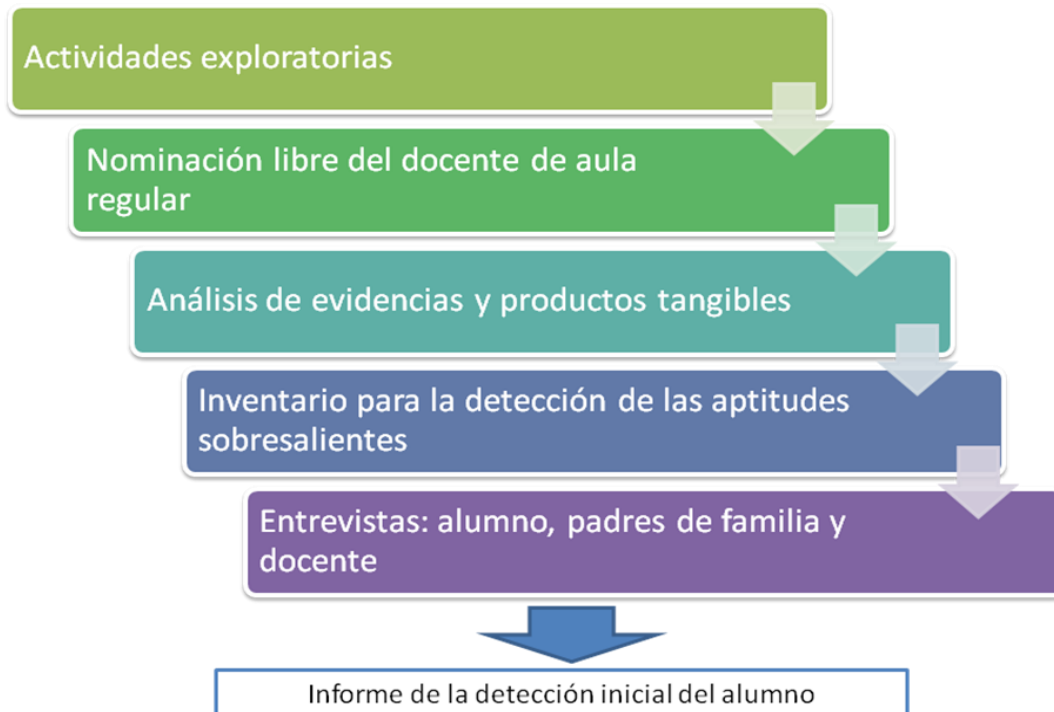 Actividades exploratorias
Nominación libre del docente de aula
regular
Análisis de evidencias y productos tangibles
Inventario para la detección de las aptitudes
sobresalientes
Entrevistas: alumno, padres de familia y
docente
Informe de la detección inicial del alumno